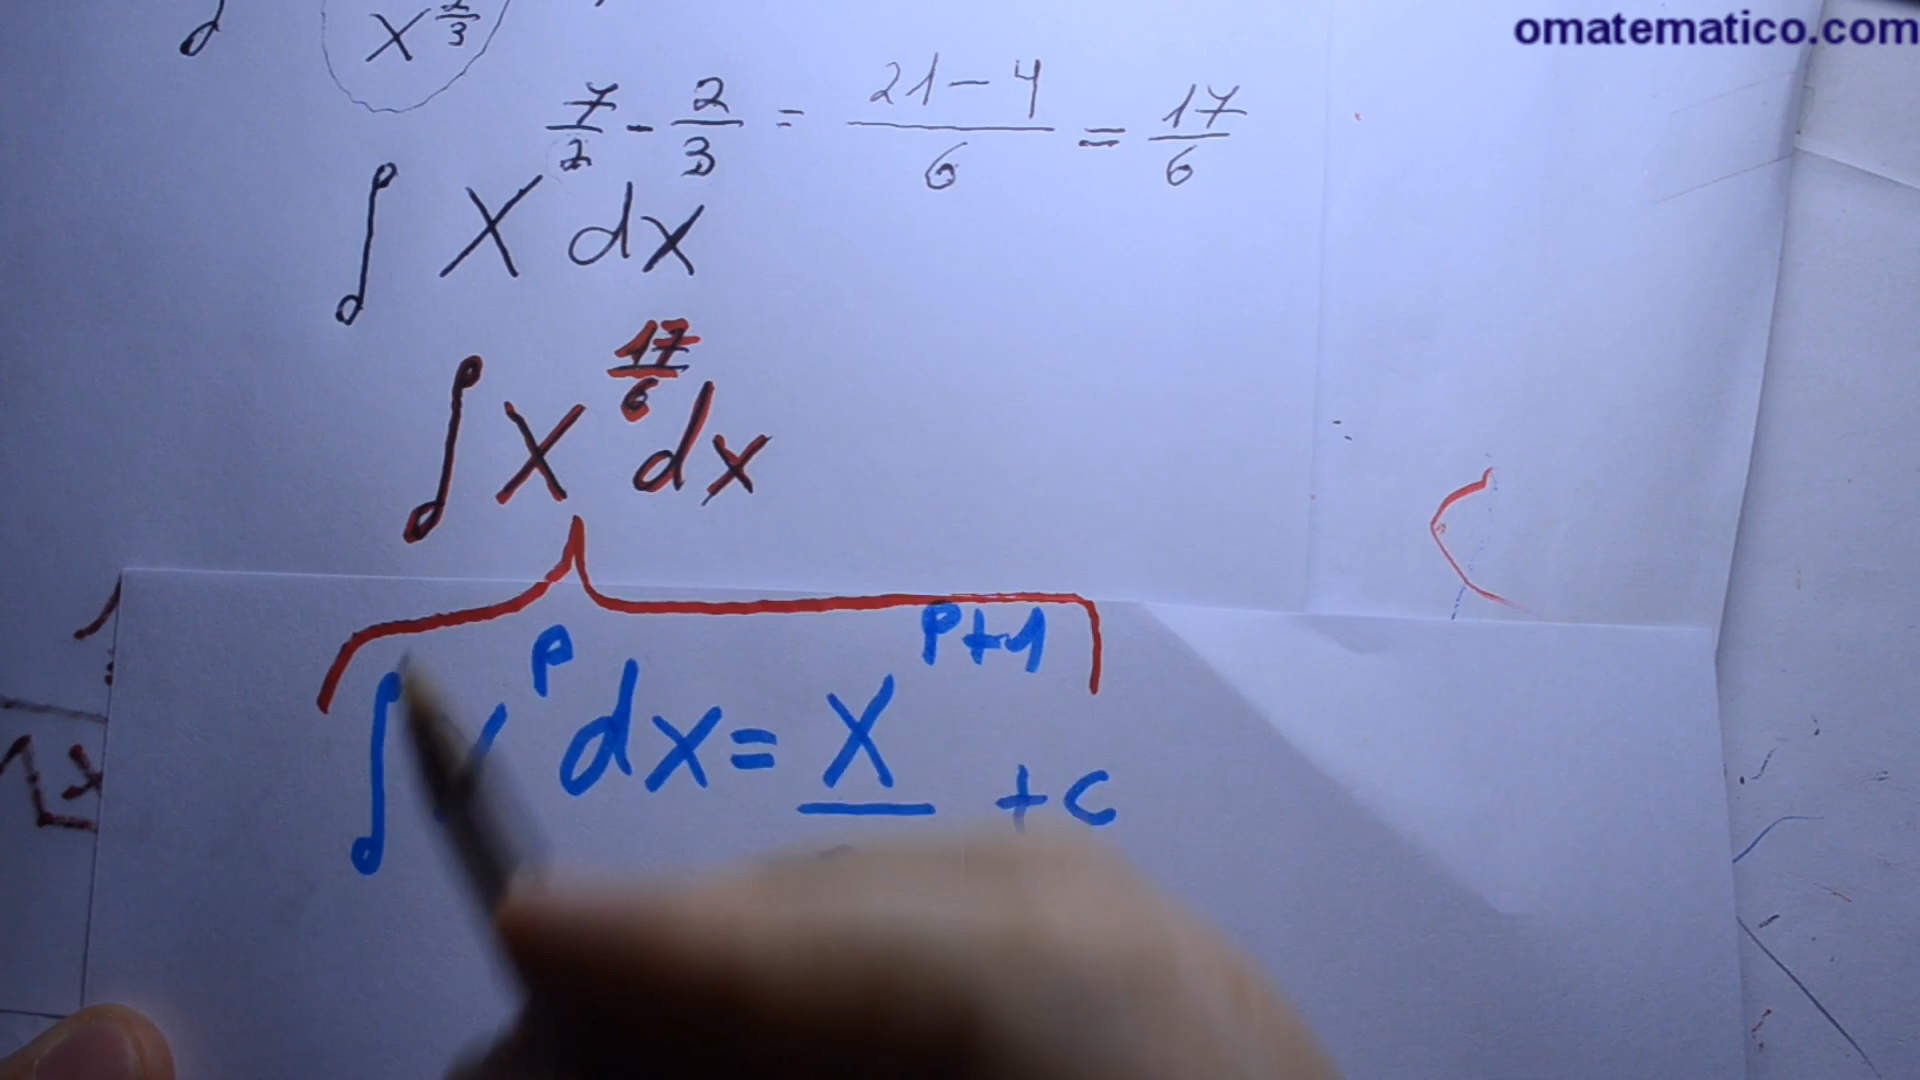 omatematico.com
x^{2/3}
7/2 - 2/3 = (21-4)/6 = 17/6
∫ x dx
∫ x^{17/6} dx
∫ x^p dx = x^{p+1}/ + c